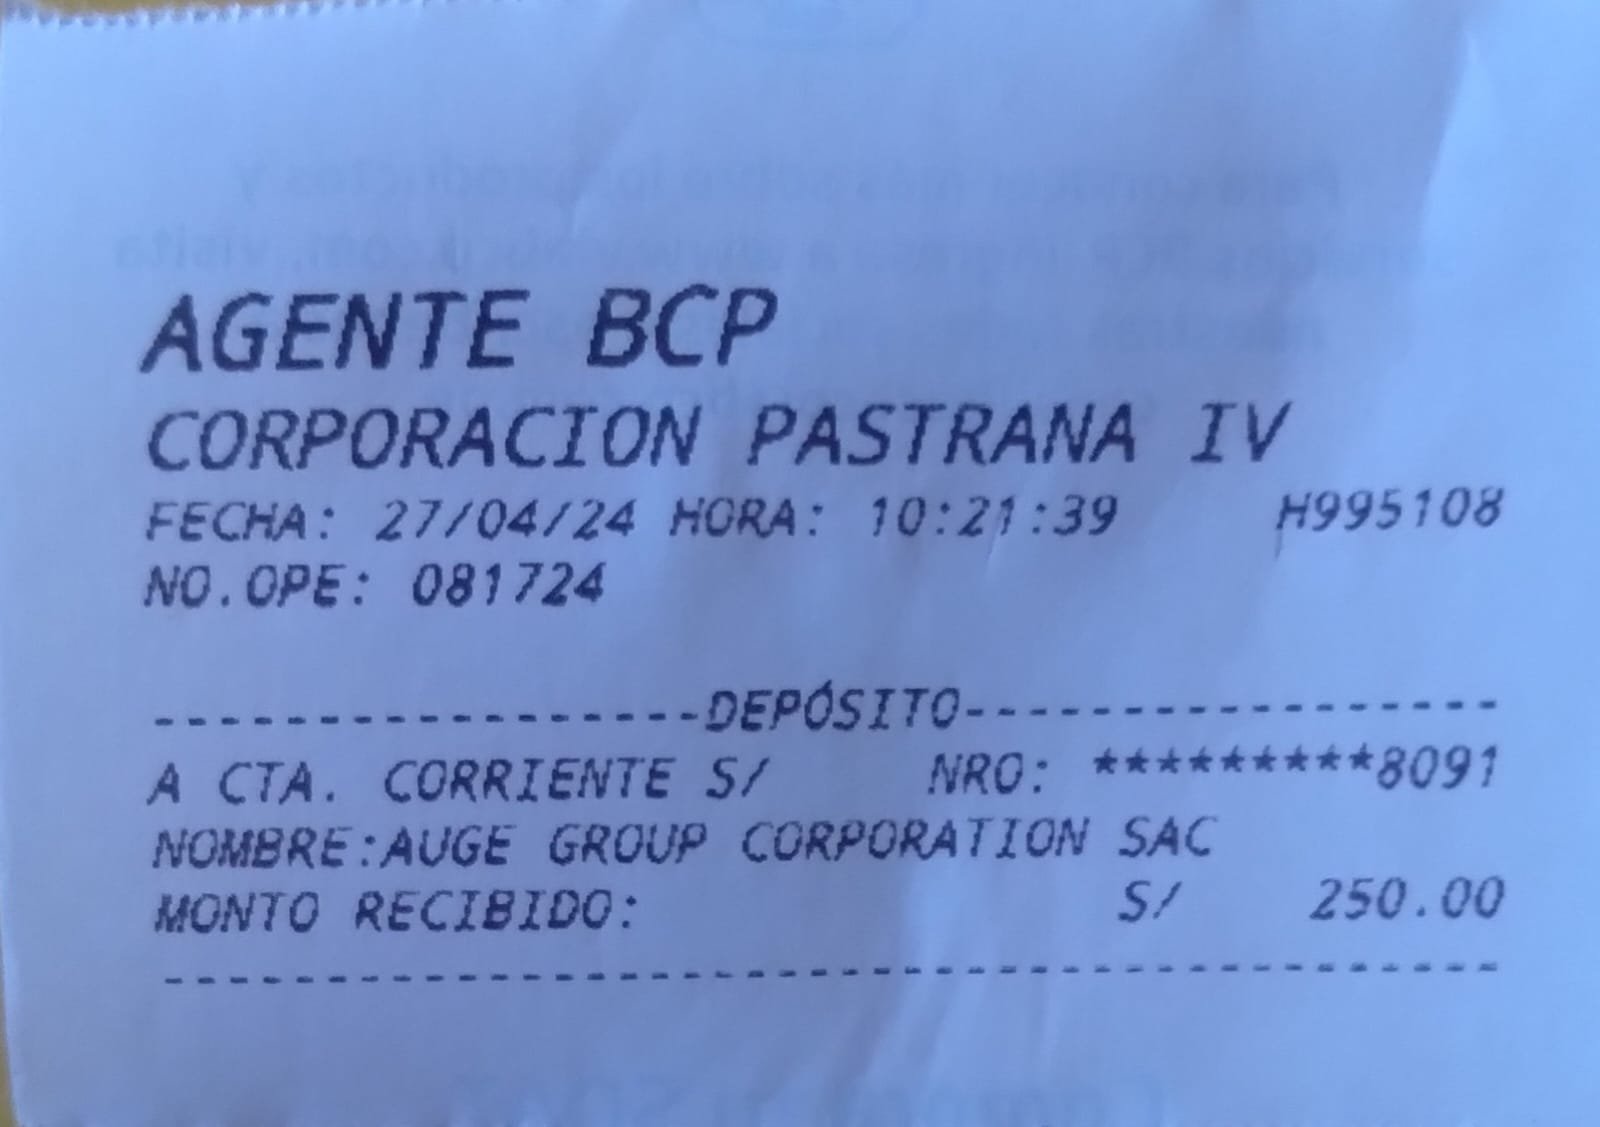 AGENTE BCP
CORPORACION PASTRANA IV
FECHA: 27/04/24 HORA: 10:21:39 H995108
NO.OPE: 081724
------------------DEPÓSITO-----------------
A CTA. CORRIENTE S/ NRO: *********8091
NOMBRE:AUGE GROUP CORPORATION SAC
MONTO RECIBIDO: S/ 250.00
-----------------------------------------